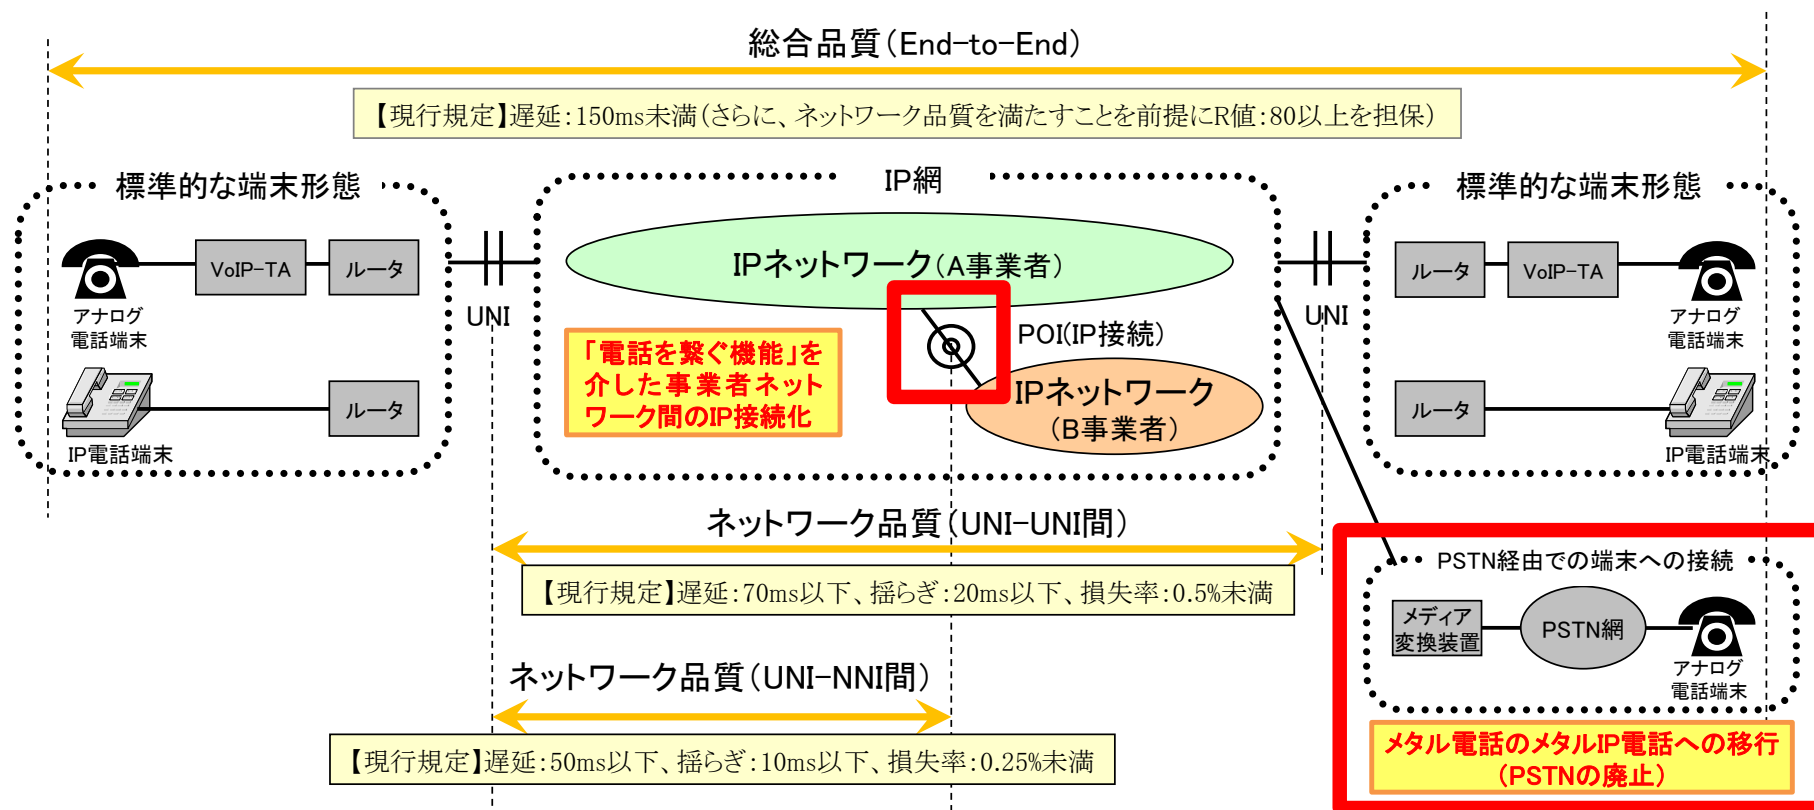 総合品質(End-to-End)
【現行規定】遅延:150ms未満(さらに、ネットワーク品質を満たすことを前提にR値:80以上を担保)
標準的な端末形態
VoIP-TA
ルータ
アナログ
電話端末
ルータ
IP電話端末
UNI
IP網
IPネットワーク(A事業者)
「電話を繋ぐ機能」を
介した事業者ネット
ワーク間のIP接続化
POI(IP接続)
IPネットワーク
(B事業者)
UNI
標準的な端末形態
ルータ
VoIP-TA
アナログ
電話端末
ルータ
IP電話端末
ネットワーク品質(UNI-UNI間)
【現行規定】遅延:70ms以下、揺らぎ:20ms以下、損失率:0.5%未満
PSTN経由での端末への接続
メディア
変換装置
PSTN網
アナログ
電話端末
ネットワーク品質(UNI-NNI間)
【現行規定】遅延:50ms以下、揺らぎ:10ms以下、損失率:0.25%未満
メタル電話のメタルIP電話への移行
(PSTNの廃止)